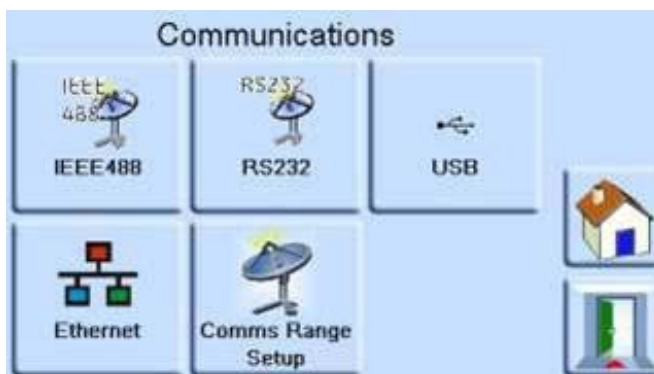 Communications
IEEE
488
RS232
IEEE488
RS232
USB
Ethernet
Comms Range
Setup